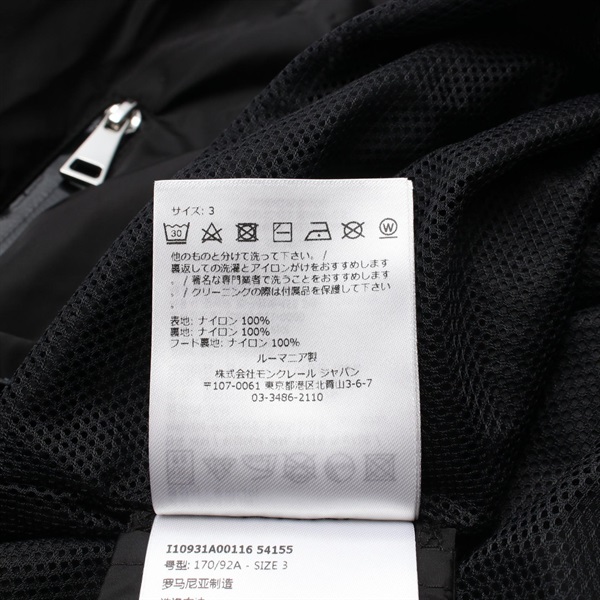 サイズ: 3
30
W
他のものと分けて洗って下さい。/
裏返しての洗濯とアイロンがけをおすすめします
。/ 著名な専門業者で洗うことをおすすめします
。/ クリーニングの際は付属品を保護して下さい
。
表地: ナイロン 100%
裏地: ナイロン 100%
フート裏地: ナイロン 100%
ルーマニア製
株式会社モンクレール ジャパン
〒107-0061 東京都港区北青山3-6-7
03-3486-2110
I10931A00116 54155
号型: 170/92A - SIZE 3
罗马尼亚制造